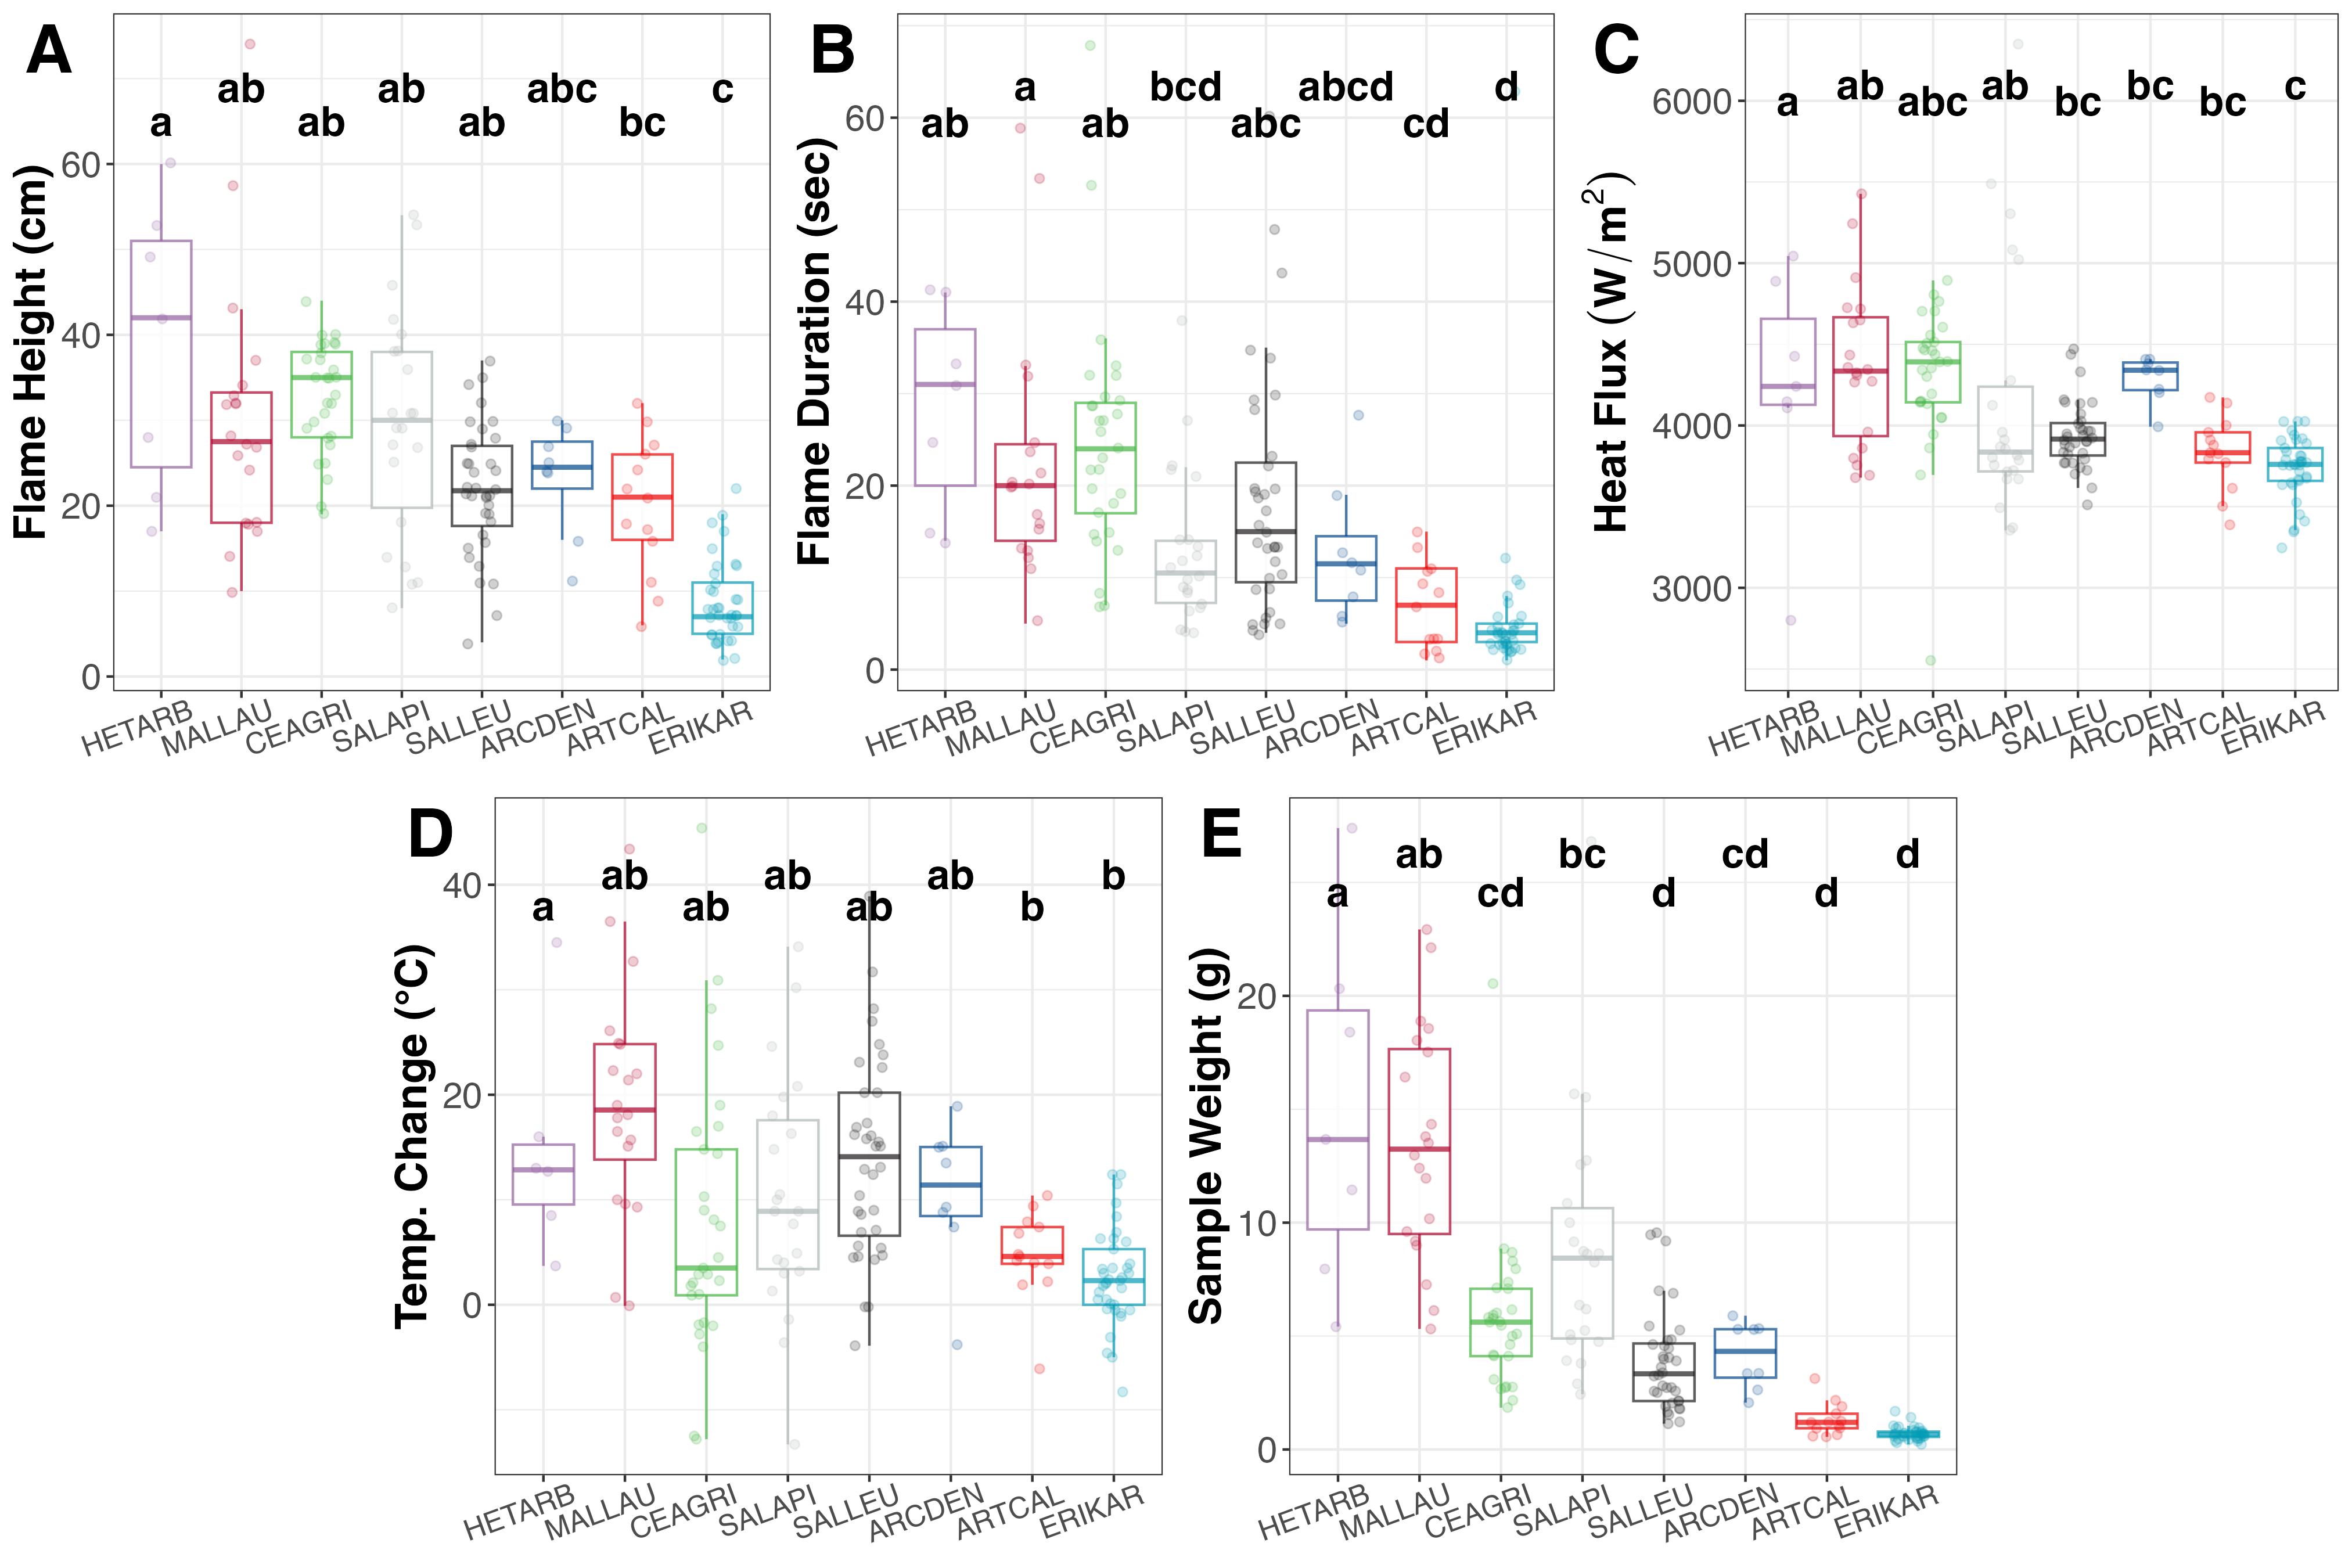 A
Flame Height (cm)
60
40
20
0
a
ab
ab
ab
ab
abc
bc
c
HETARB
MALLAU
CEAGRI
SALAPI
SALLEU
ARCDEN
ARTCAL
ERIKAR
B
Flame Duration (sec)
60
40
20
0
ab
a
ab
bcd
abc
abcd
cd
d
HETARB
MALLAU
CEAGRI
SALAPI
SALLEU
ARCDEN
ARTCAL
ERIKAR
C
Heat Flux (W/m²)
6000
5000
4000
3000
a
ab
abc
ab
bc
bc
bc
c
HETARB
MALLAU
CEAGRI
SALAPI
SALLEU
ARCDEN
ARTCAL
ERIKAR
D
Temp. Change (°C)
40
20
0
a
ab
ab
ab
ab
ab
b
b
HETARB
MALLAU
CEAGRI
SALAPI
SALLEU
ARCDEN
ARTCAL
ERIKAR
E
Sample Weight (g)
20
10
0
a
ab
cd
bc
d
cd
d
d
HETARB
MALLAU
CEAGRI
SALAPI
SALLEU
ARCDEN
ARTCAL
ERIKAR